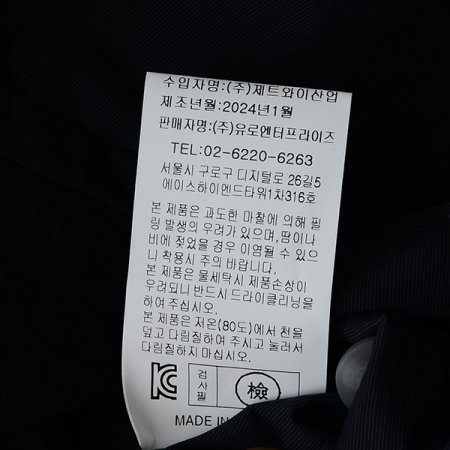 수입자명:(주)제트와이산업
제조년월:2024년1월
판매자명:(주)유로엔터프라이즈
TEL:02-6220-6263
서울시 구로구 디지털로 26길5
에이스하이엔드타워1차316호
본 제품은 과도한 마찰에 의해 필
링 발생의 우려가 있으며,땀이나
비에 젖었을 경우 이염될 수 있으
니 착용시 주의 바랍니다.
본 제품은 물세탁시 제품손상이
우려되니 반드시 드라이클리닝을
하여 주십시오.
본 제품은 저온(80도)에서 천을
덮고 다림질 하여 주시고 눌러서
다림질하지 마십시오.
KC
검사필
檢
MADE IN